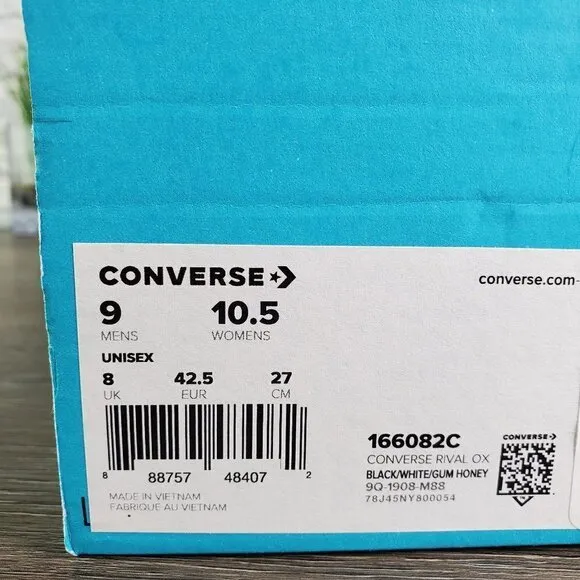 CONVERSE
converse.com
9 10.5
MENS WOMENS
UNISEX
8 42.5 27
UK EUR CM
8 88757 48407 2
MADE IN VIETNAM
FABRIQUE AU VIETNAM
166082C
CONVERSE RIVAL OX
BLACK/WHITE/GUM HONEY
9Q-1908-M88
78J45NY800054
CONVERSE